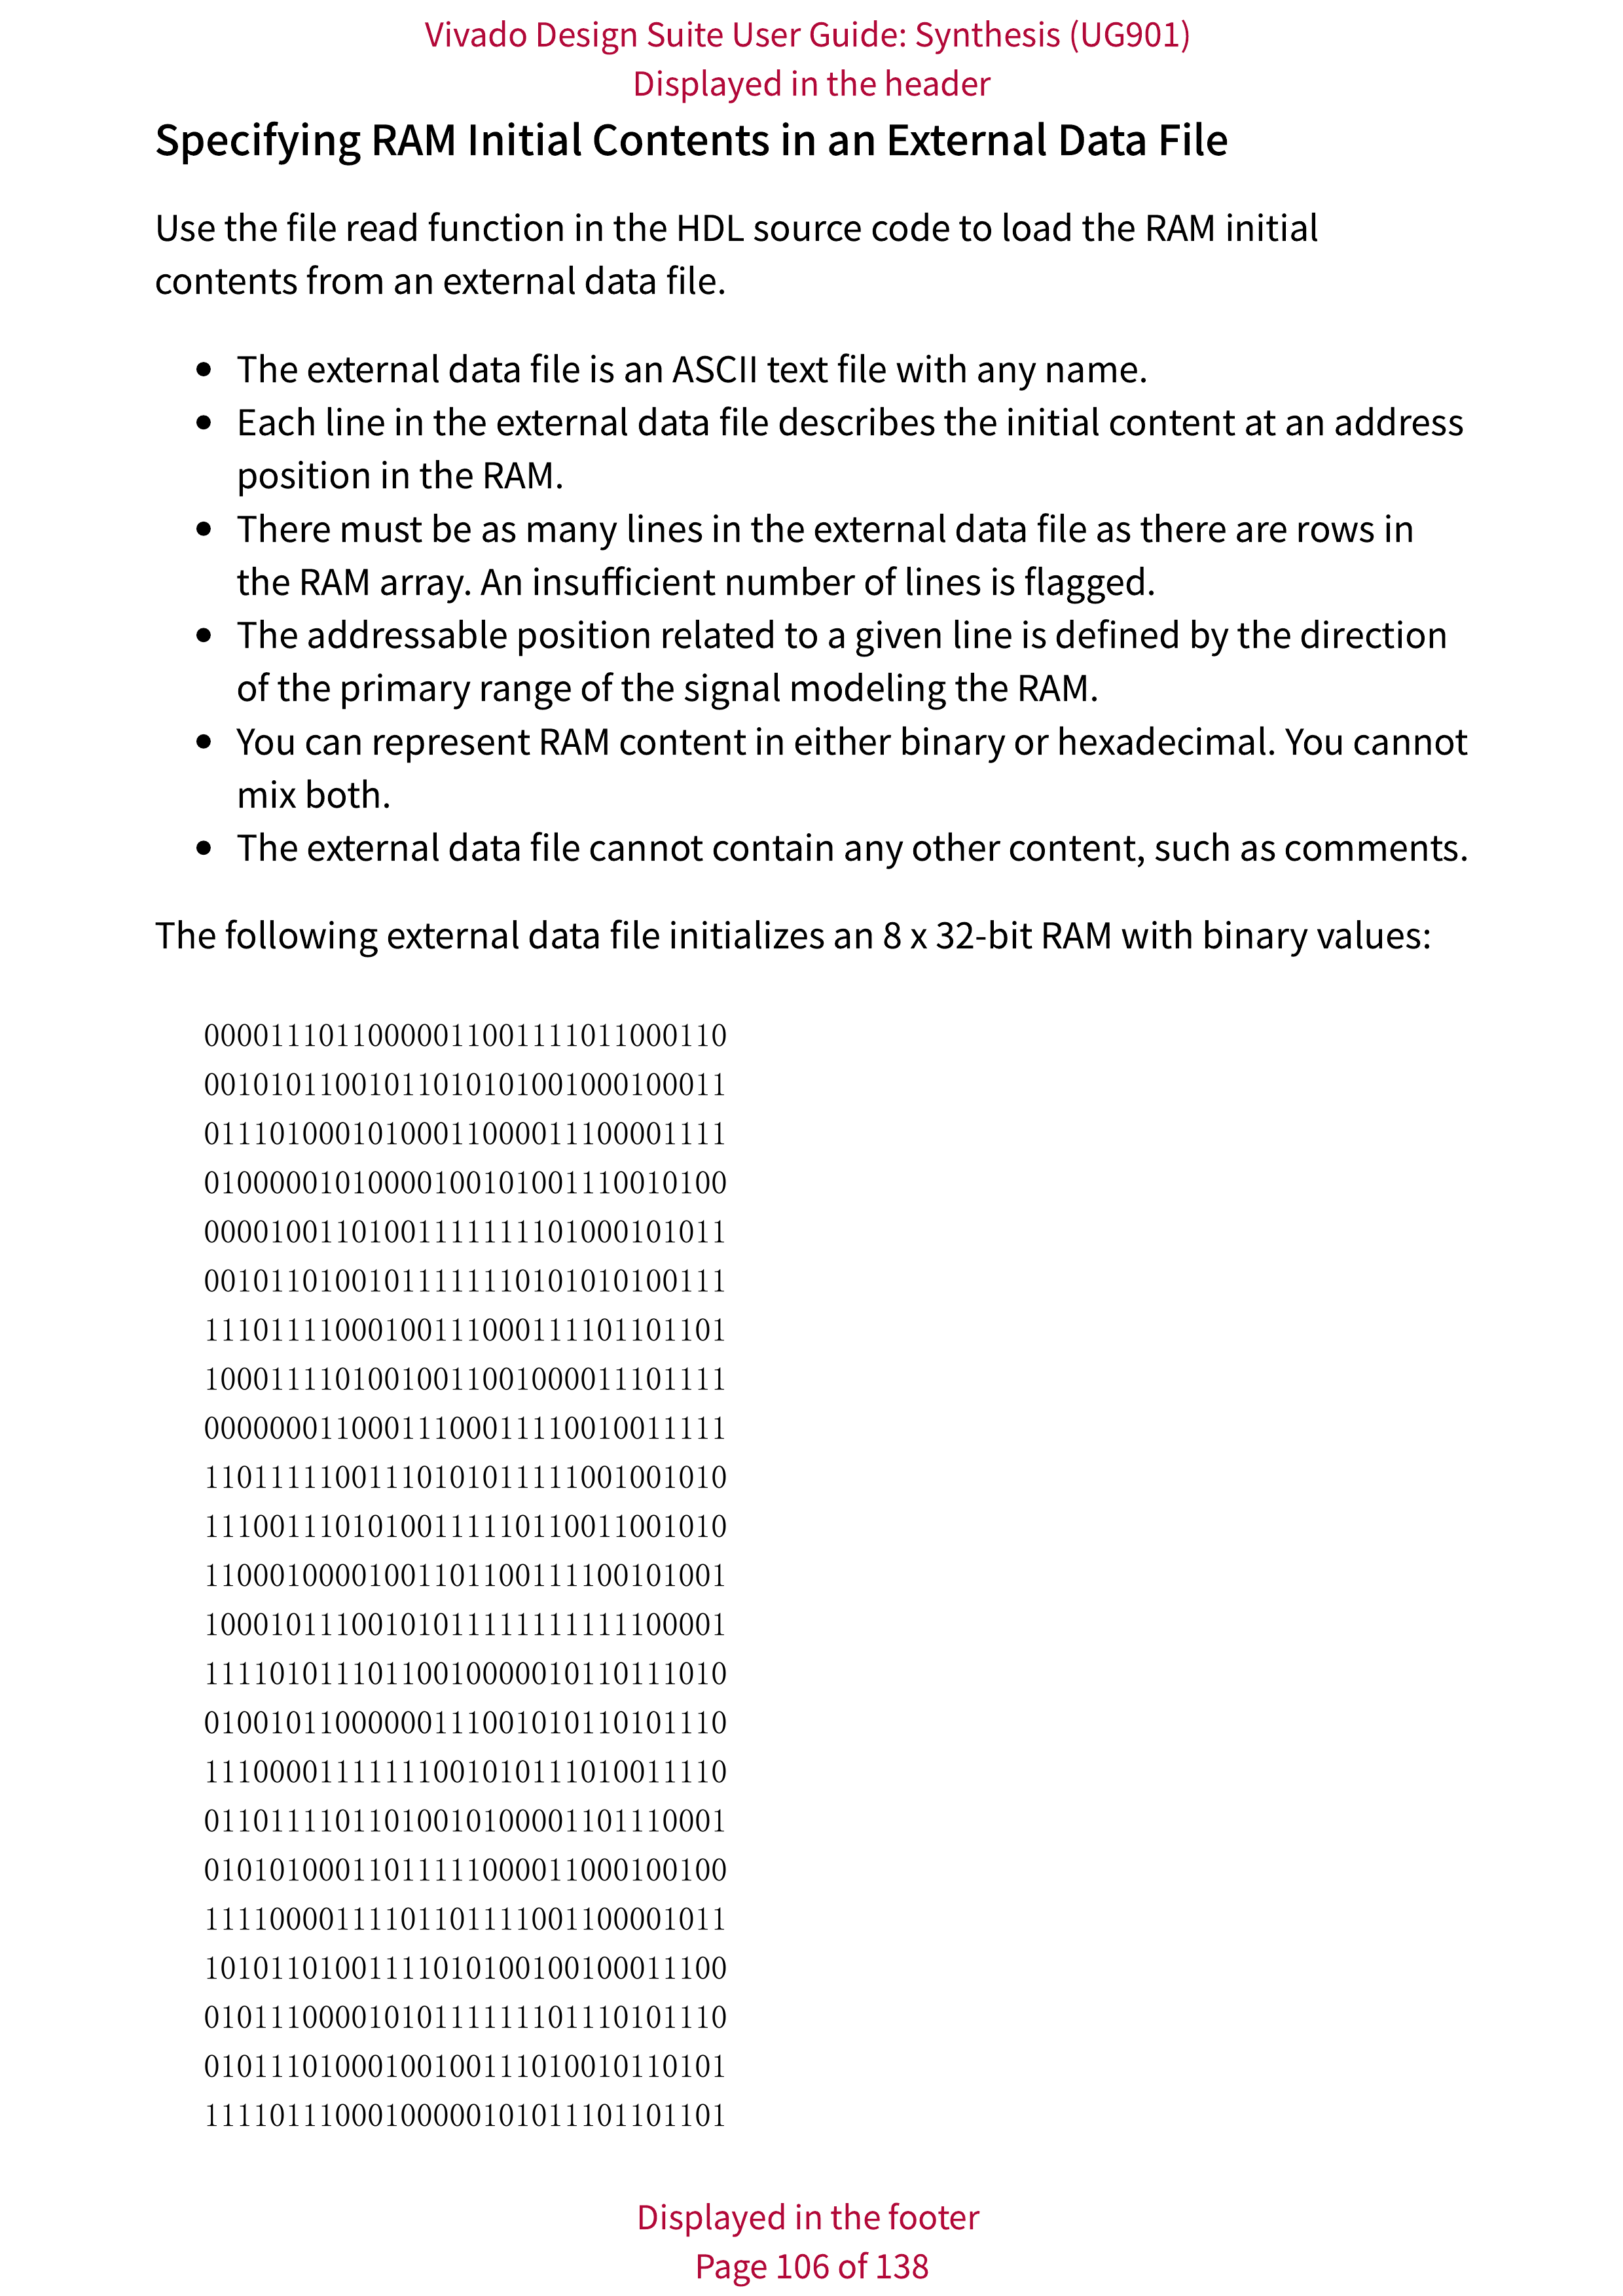 Vivado Design Suite User Guide: Synthesis (UG901)
Displayed in the header
Specifying RAM Initial Contents in an External Data File
Use the file read function in the HDL source code to load the RAM initial
contents from an external data file.
• The external data file is an ASCII text file with any name.
• Each line in the external data file describes the initial content at an address
position in the RAM.
• There must be as many lines in the external data file as there are rows in
the RAM array. An insufficient number of lines is flagged.
• The addressable position related to a given line is defined by the direction
of the primary range of the signal modeling the RAM.
• You can represent RAM content in either binary or hexadecimal. You cannot
mix both.
• The external data file cannot contain any other content, such as comments.
The following external data file initializes an 8 x 32-bit RAM with binary values:
00001110110000011001111011000110
00101011001011010101001000100011
01110100010100011000011100001111
01000001010000100101001110010100
00001001101001111111101000101011
00101101001011111110101010100111
11101111000100111000111101101101
10001111010010011001000011101111
00000001100011100011110010011111
11011111001110101011111001001010
11100111010100111110110011001010
11000100001001101100111100101001
10001011100101011111111111100001
11110101110110010000010110111010
01001011000000111001010110101110
11100001111111001010111010011110
01101111011010010100001101110001
01010100011011111000011000100100
11110000111101101111001100001011
10101101001111010100100100011100
01011100001010111111101110101110
01011101000100100111010010110101
11110111000100000101011101101101
Displayed in the footer
Page 106 of 138